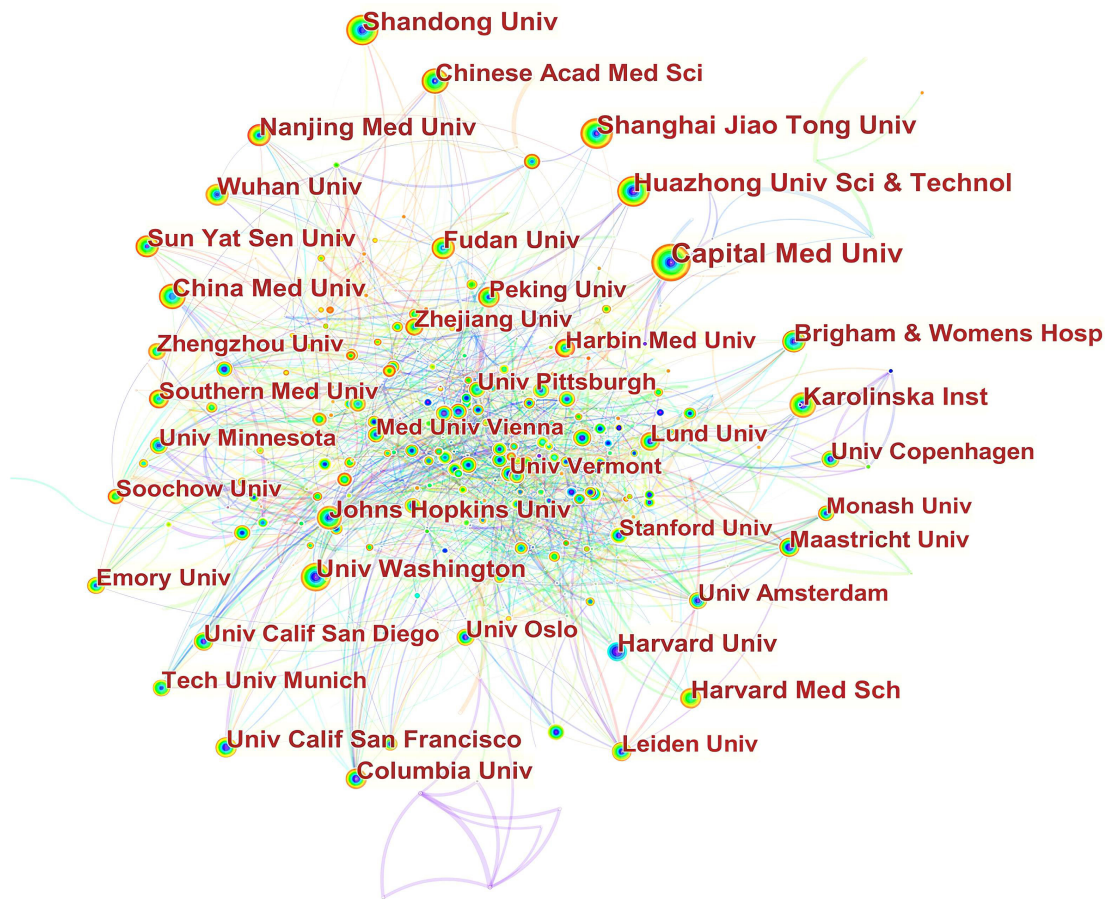 Shandong Univ
Chinese Acad Med Sci
Nanjing Med Univ
Shanghai Jiao Tong Univ
Wuhan Univ
Huazhong Univ Sci & Technol
Sun Yat Sen Univ
Fudan Univ
Capital Med Univ
China Med Univ
Peking Univ
Zhejiang Univ
Zhengzhou Univ
Harbin Med Univ
Brigham & Womens Hosp
Southern Med Univ
Univ Pittsburgh
Karolinska Inst
Univ Minnesota
Med Univ Vienna
Lund Univ
Univ Copenhagen
Univ Vermont
Soochow Univ
Johns Hopkins Univ
Monash Univ
Stanford Univ
Maastricht Univ
Emory Univ
Univ Washington
Univ Amsterdam
Univ Calif San Diego
Univ Oslo
Harvard Univ
Tech Univ Munich
Harvard Med Sch
Univ Calif San Francisco
Leiden Univ
Columbia Univ